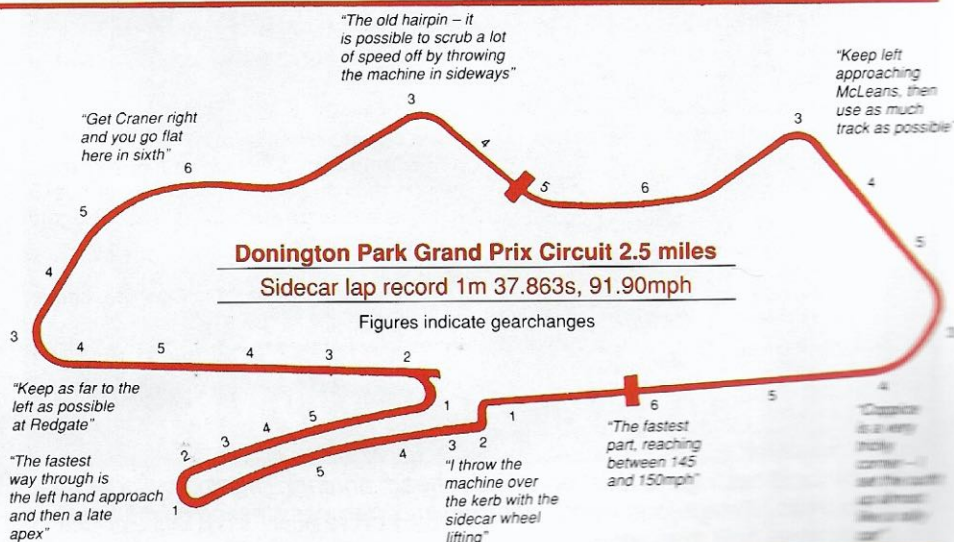 “The old hairpin – it
is possible to scrub a lot
of speed off by throwing
the machine in sideways”
“Keep left
approaching
McLeans, then
use as much
track as possible”
“Get Craner right
and you go flat
here in sixth”
3
3
6
4
5
6
4
5
5
4
3
Donington Park Grand Prix Circuit 2.5 miles
Sidecar lap record 1m 37.863s, 91.90mph
Figures indicate gearchanges
4
5
4
3
2
“Keep as far to the
left as possible
at Redgate”
1
1
6
5
4
5
4
3
2
3
2
4
5
1
“The fastest
way through is
the left hand approach
and then a late
apex”
“I throw the
machine over
the kerb with the
sidecar wheel
lifting”
“The fastest
part, reaching
between 145
and 150mph”
is a very